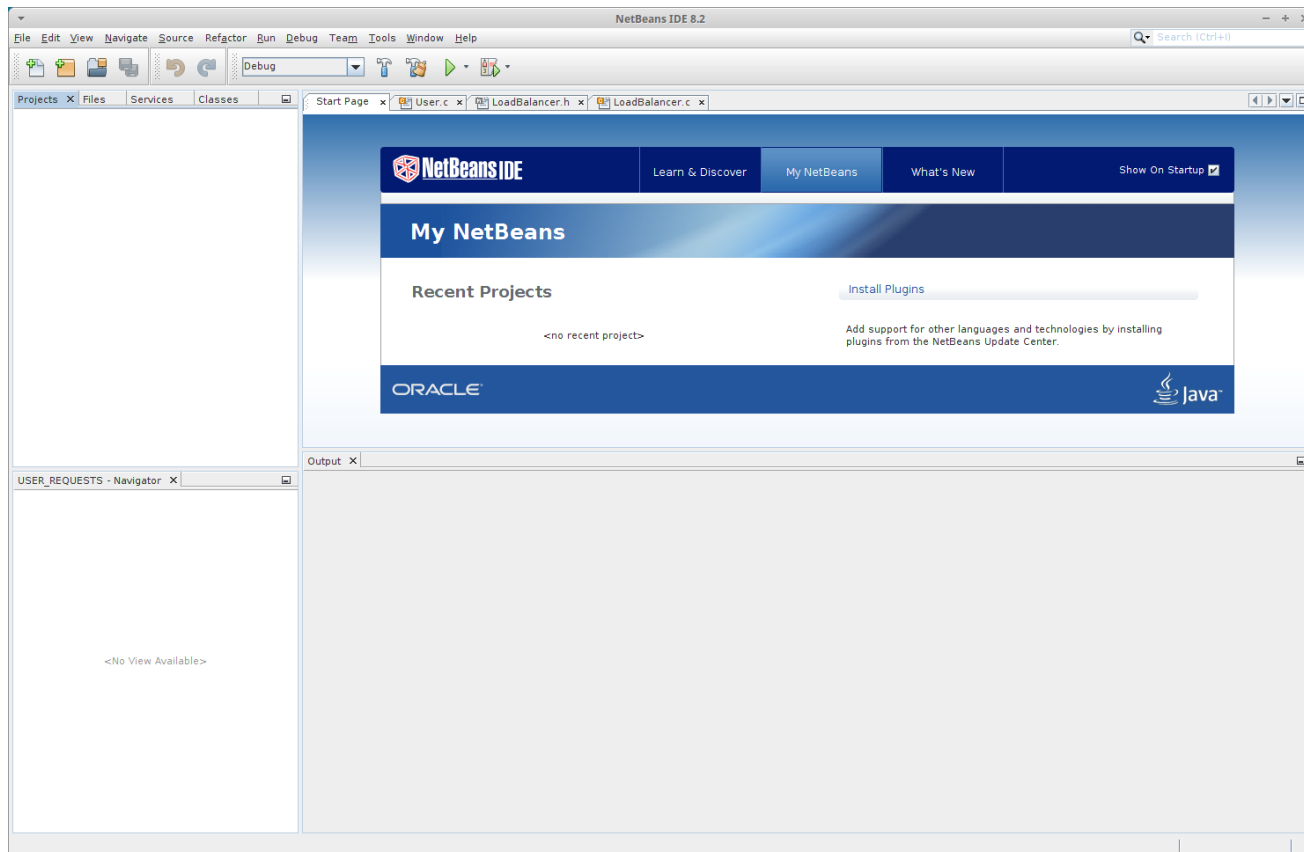 NetBeans IDE 8.2
File Edit View Navigate Source Refactor Run Debug Team Tools Window Help
Search (Ctrl+I)
Debug
Projects Files Services Classes
Start Page User.c LoadBalancer.h LoadBalancer.c
NetBeans IDE
Learn & Discover My NetBeans What's New Show On Startup
My NetBeans
Recent Projects
Install Plugins
<no recent project>
Add support for other languages and technologies by installing
plugins from the NetBeans Update Center.
ORACLE
Java
Output
USER_REQUESTS - Navigator
<No View Available>